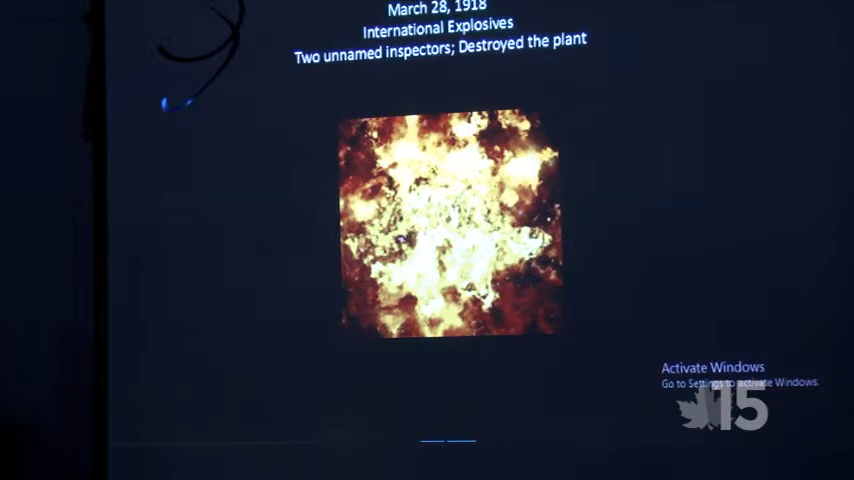 March 28, 1918
International Explosives
Two unnamed inspectors; Destroyed the plant
Activate Windows
Go to Settings to activate Windows.
15